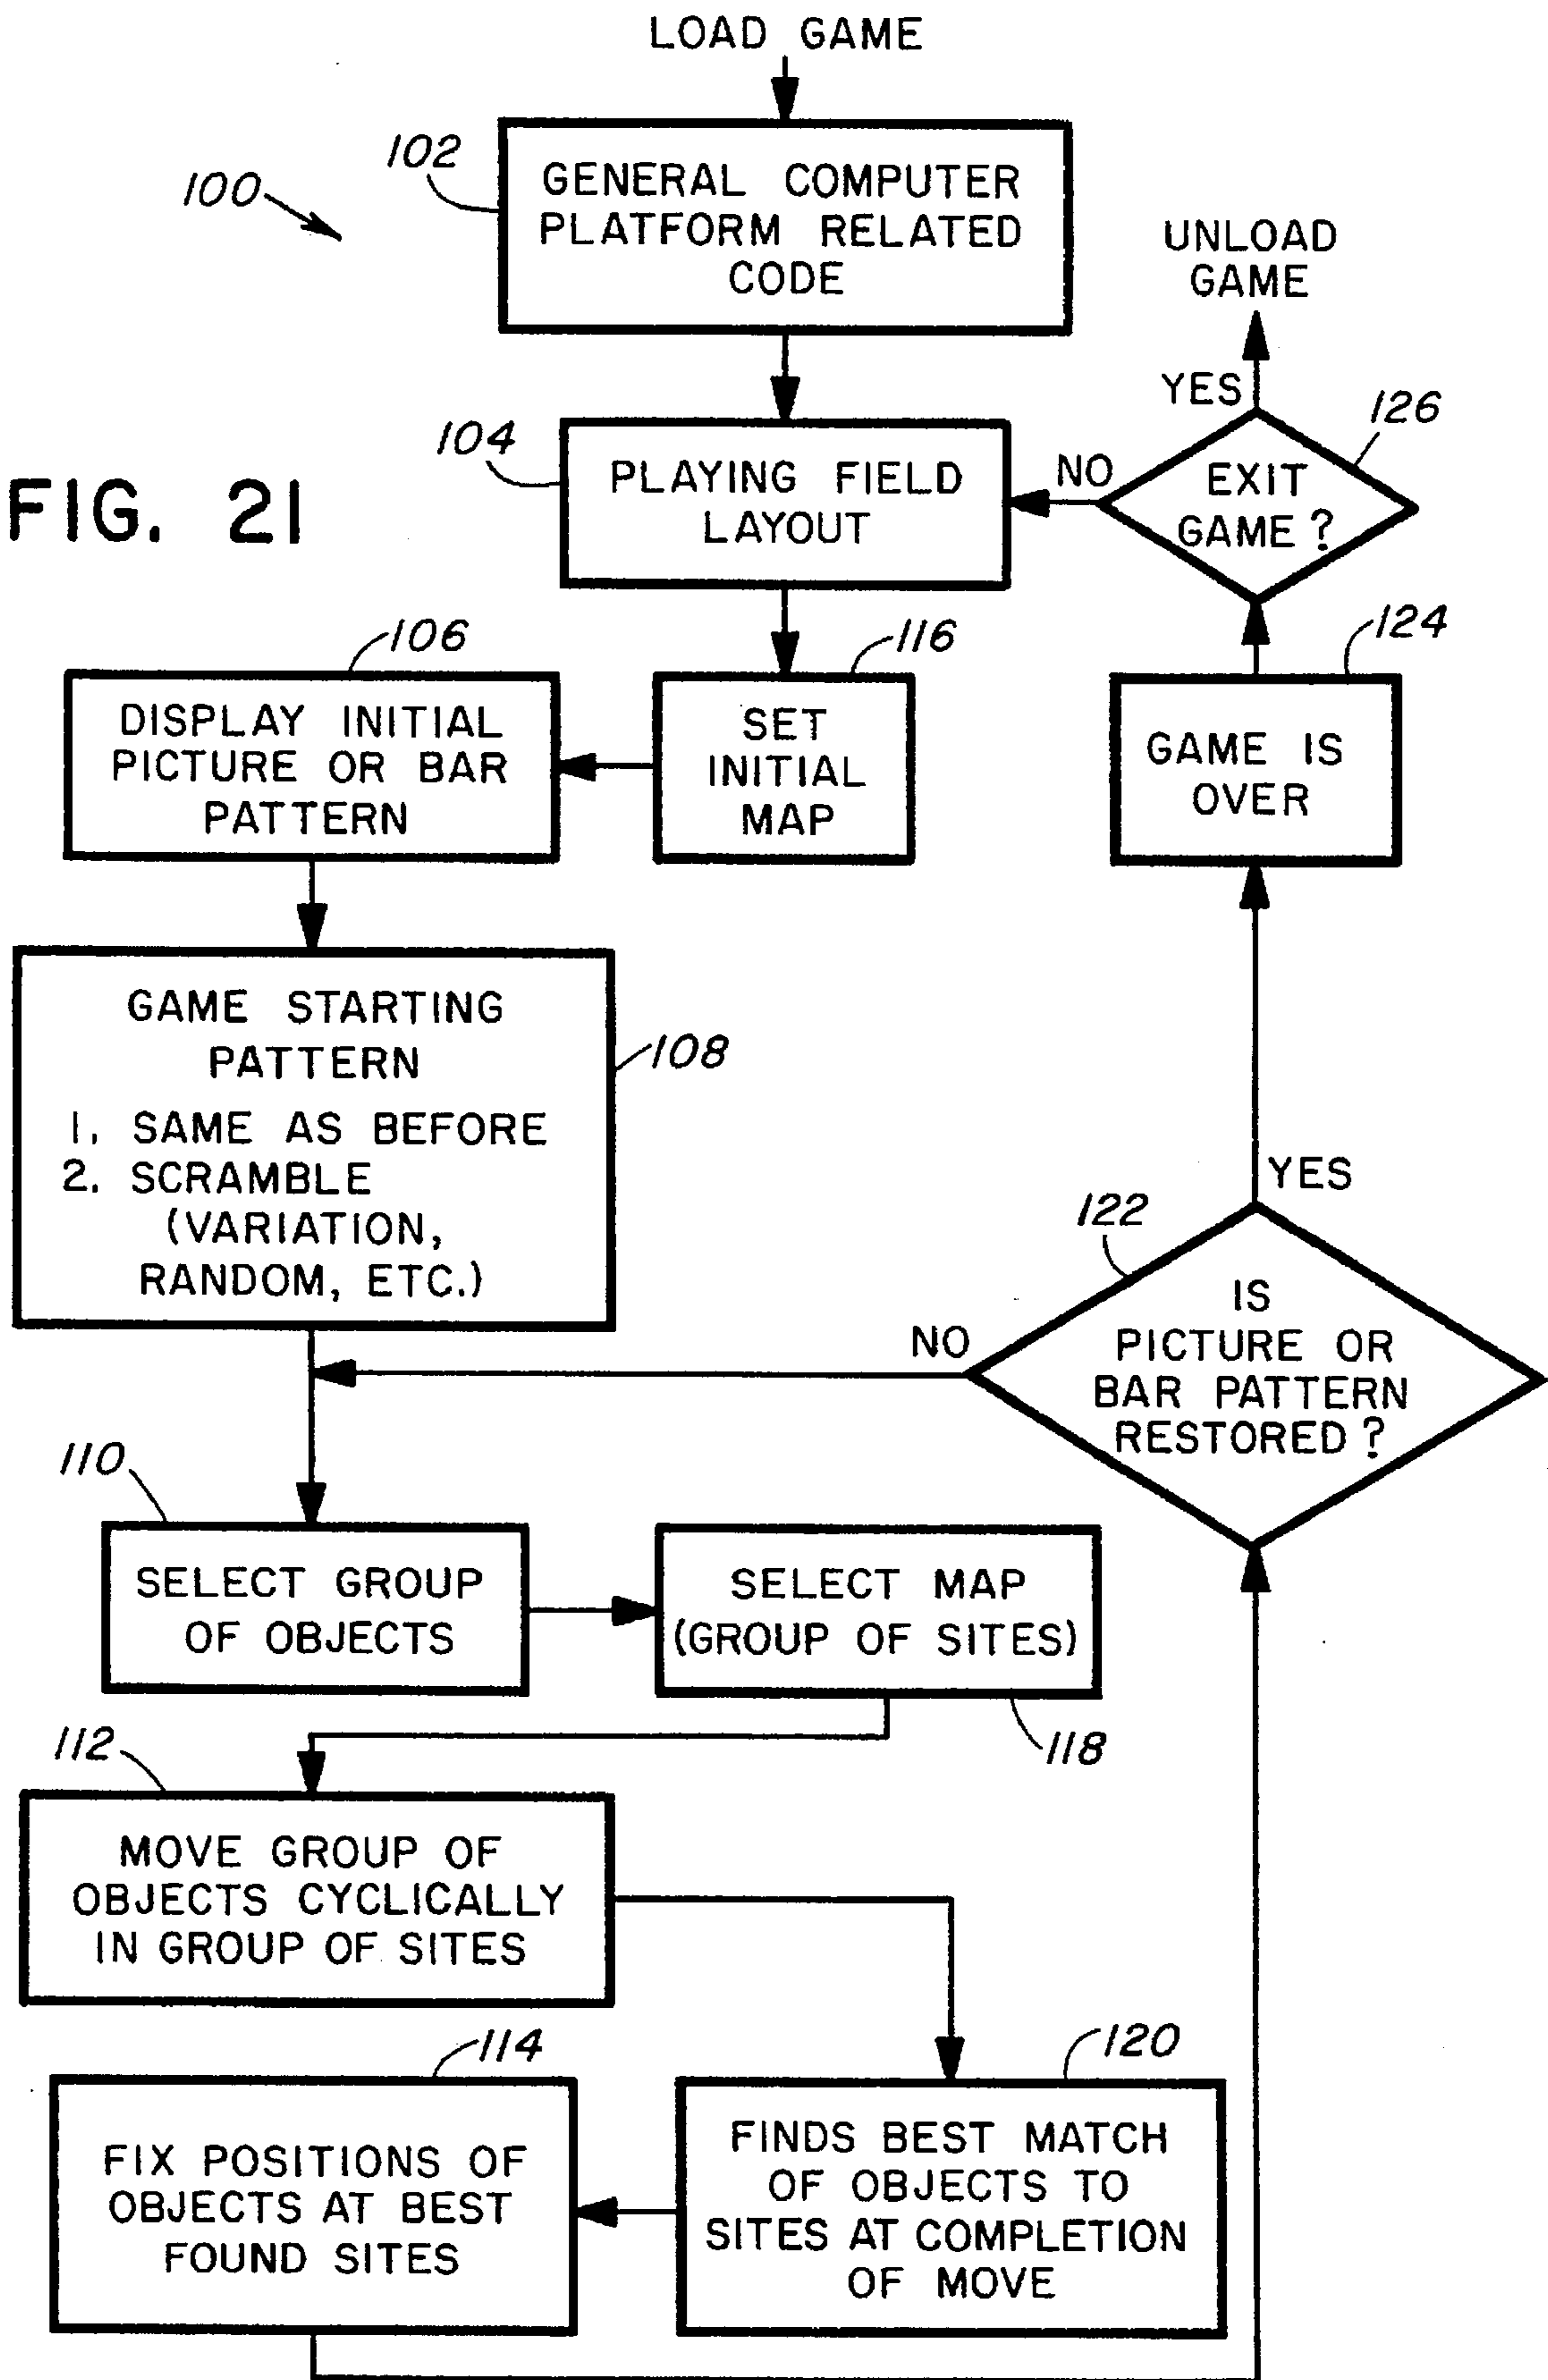 LOAD GAME
102
GENERAL COMPUTER
PLATFORM RELATED
CODE
100
UNLOAD
GAME
YES
126
104
PLAYING FIELD
LAYOUT
NO
EXIT
GAME?
FIG. 21
106
116
124
DISPLAY INITIAL
PICTURE OR BAR
PATTERN
SET
INITIAL
MAP
GAME IS
OVER
GAME STARTING
PATTERN
108
1. SAME AS BEFORE
2. SCRAMBLE
(VARIATION,
RANDOM, ETC.)
YES
122
IS
PICTURE OR
BAR PATTERN
RESTORED?
NO
110
SELECT GROUP
OF OBJECTS
SELECT MAP
(GROUP OF SITES)
118
112
MOVE GROUP OF
OBJECTS CYCLICALLY
IN GROUP OF SITES
114
120
FIX POSITIONS OF
OBJECTS AT BEST
FOUND SITES
FINDS BEST MATCH
OF OBJECTS TO
SITES AT COMPLETION
OF MOVE